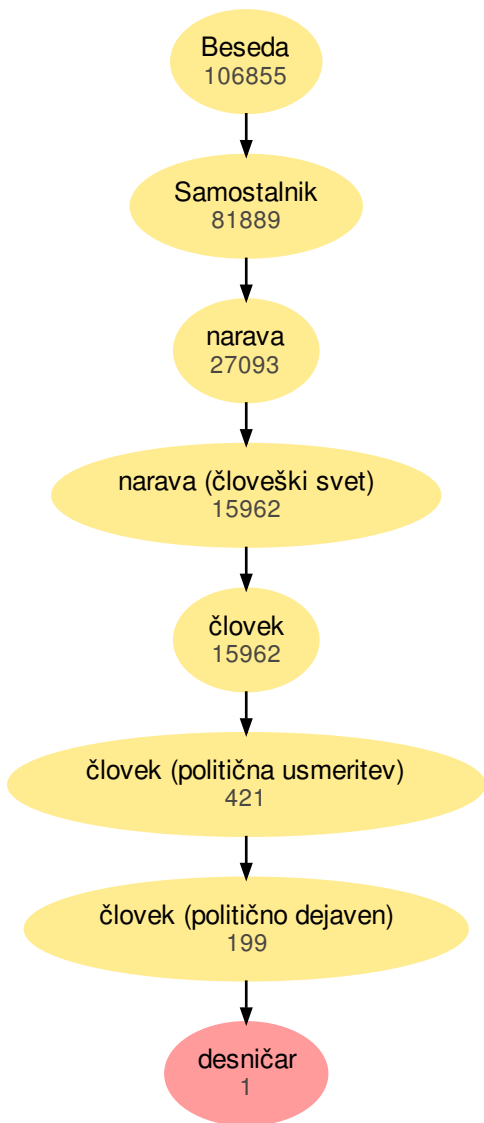 Beseda
106855
Samostalnik
81889
narava
27093
narava (človeški svet)
15962
človek
15962
človek (politična usmeritev)
421
človek (politično dejaven)
199
desničar
1